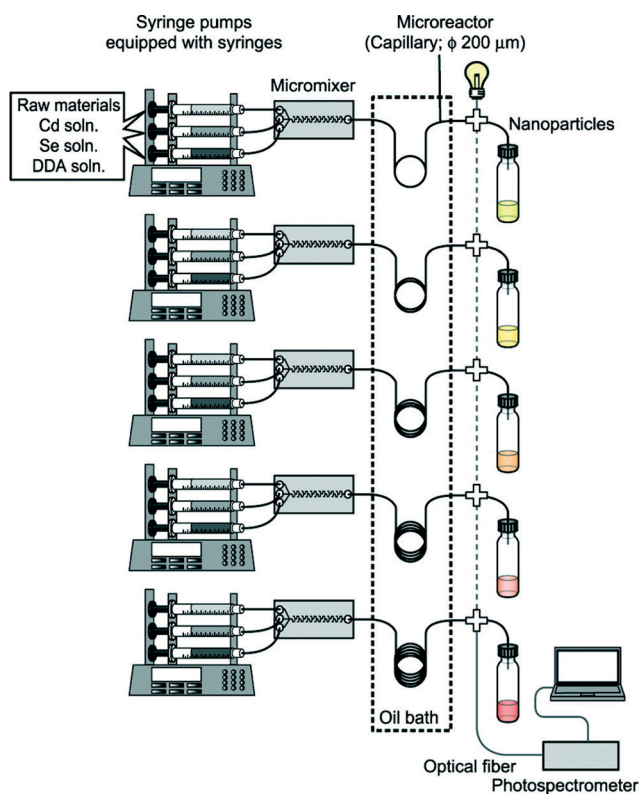 Syringe pumps
equipped with syringes
Microreactor
(Capillary; ϕ 200 μm)
Micromixer
Raw materials
Cd soln.
Se soln.
DDA soln.
Nanoparticles
Oil bath
Optical fiber
Photospectrometer